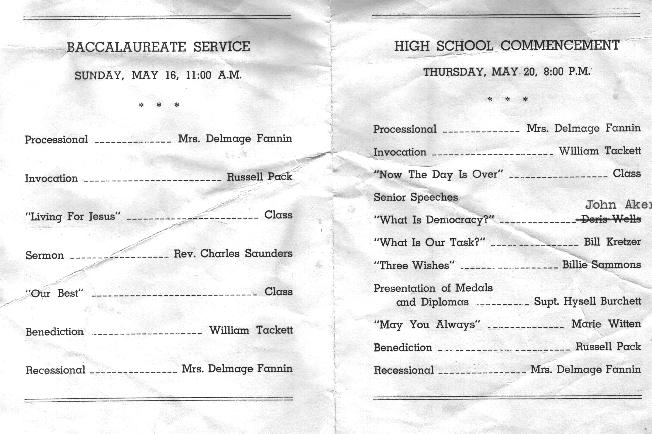 BACCALAUREATE SERVICE
SUNDAY, MAY 16, 11:00 A.M.
* * *
Processional Mrs. Delmage Fannin
Invocation Russell Pack
"Living For Jesus" Class
Sermon Rev. Charles Saunders
"Our Best" Class
Benediction William Tackett
Recessional Mrs. Delmage Fannin
HIGH SCHOOL COMMENCEMENT
THURSDAY, MAY 20, 8:00 P.M.
* * *
Processional Mrs. Delmage Fannin
Invocation William Tackett
"Now The Day Is Over" Class
Senior Speeches
John Aker
"What Is Democracy?" Doris Wells
"What Is Our Task?" Bill Kretzer
"Three Wishes" Billie Sammons
Presentation of Medals
and Diplomas Supt. Hysell Burchett
"May You Always" Marie Witten
Benediction Russell Pack
Recessional Mrs. Delmage Fannin